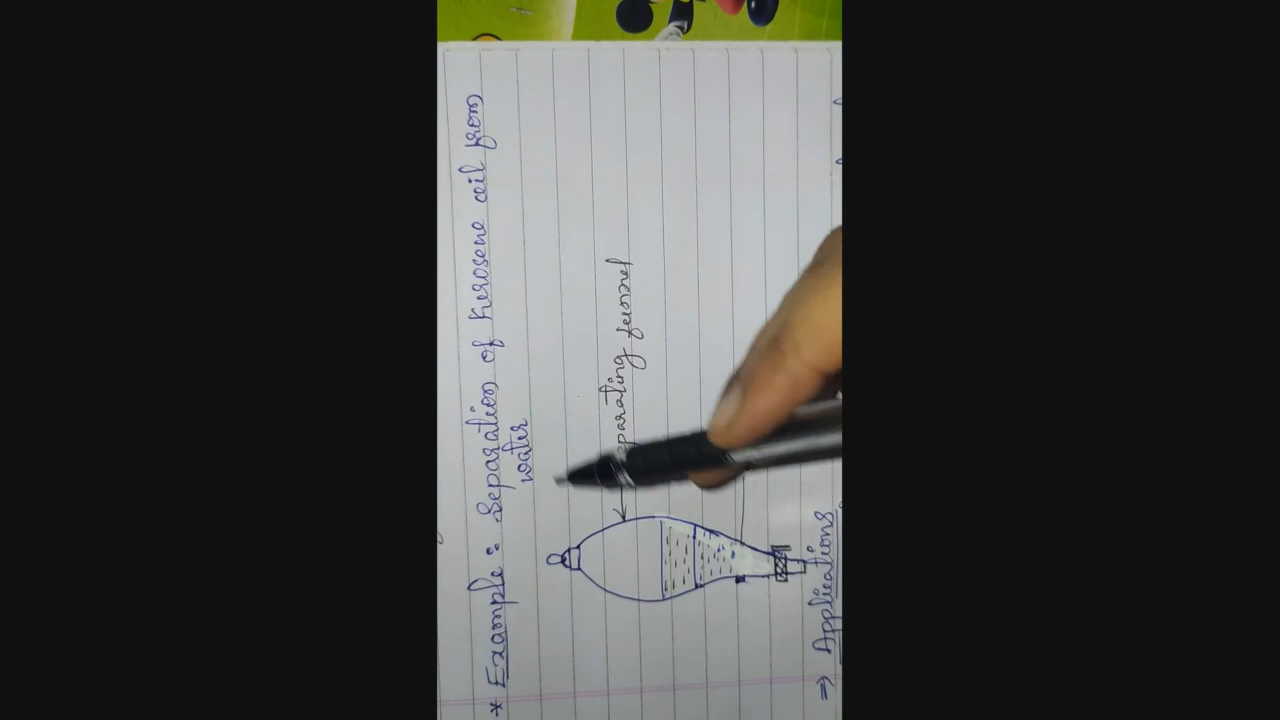 * Example : Separation of Kerosene oil from
water
separating funnel
=> Applications